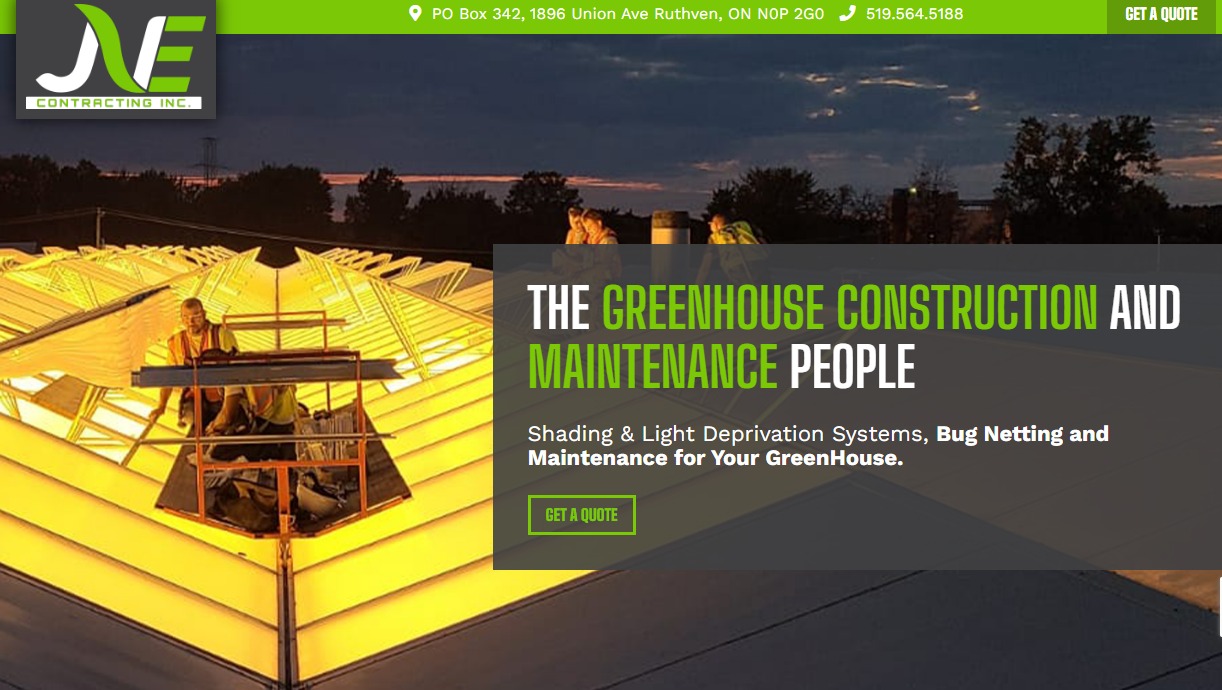 PO Box 342, 1896 Union Ave Ruthven, ON N0P 2G0 519.564.5188 GET A QUOTE
JNE
CONTRACTING INC.
THE GREENHOUSE CONSTRUCTION AND
MAINTENANCE PEOPLE
Shading & Light Deprivation Systems, Bug Netting and
Maintenance for Your GreenHouse.
GET A QUOTE